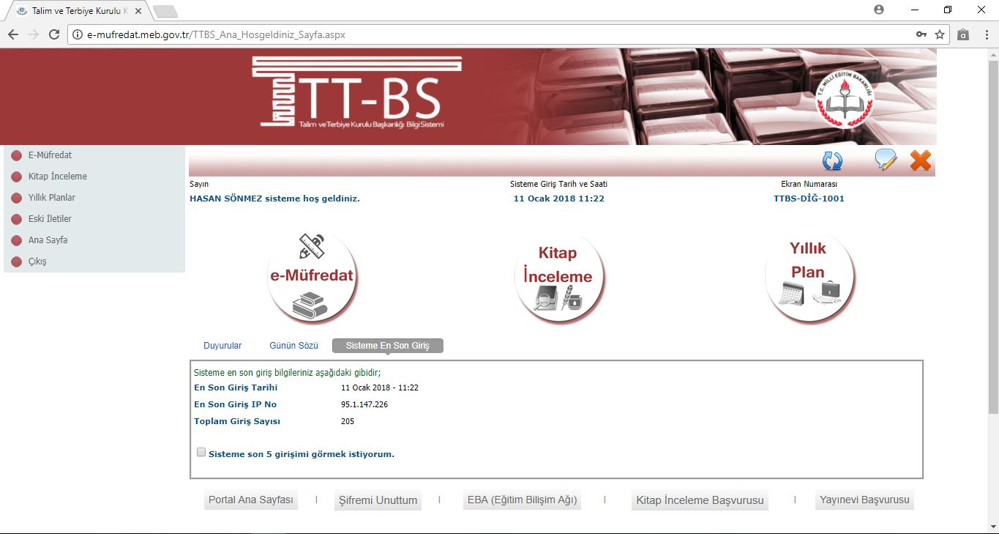 Talim ve Terbiye Kurulu K
e-mufredat.meb.gov.tr/TTBS_Ana_Hosgeldiniz_Sayfa.aspx
TT-BS
Talim ve Terbiye Kurulu Başkanlığı Bilgi Sistemi
T.C. MİLLİ EĞİTİM BAKANLIĞI
E-Müfredat
Kitap İnceleme
Yıllık Planlar
Eski İletiler
Ana Sayfa
Çıkış
Sayın
HASAN SÖNMEZ sisteme hoş geldiniz.
Sisteme Giriş Tarih ve Saati
11 Ocak 2018 11:22
Ekran Numarası
TTBS-DİĞ-1001
e-Müfredat
Kitap
İnceleme
Yıllık
Plan
Duyurular
Günün Sözü
Sisteme En Son Giriş
Sisteme en son giriş bilgileriniz aşağıdaki gibidir;
En Son Giriş Tarihi 11 Ocak 2018 - 11:22
En Son Giriş IP No 95.1.147.226
Toplam Giriş Sayısı 205
Sisteme son 5 girişimi görmek istiyorum.
Portal Ana Sayfası | Şifremi Unuttum | EBA (Eğitim Bilişim Ağı) | Kitap İnceleme Başvurusu | Yayınevi Başvurusu